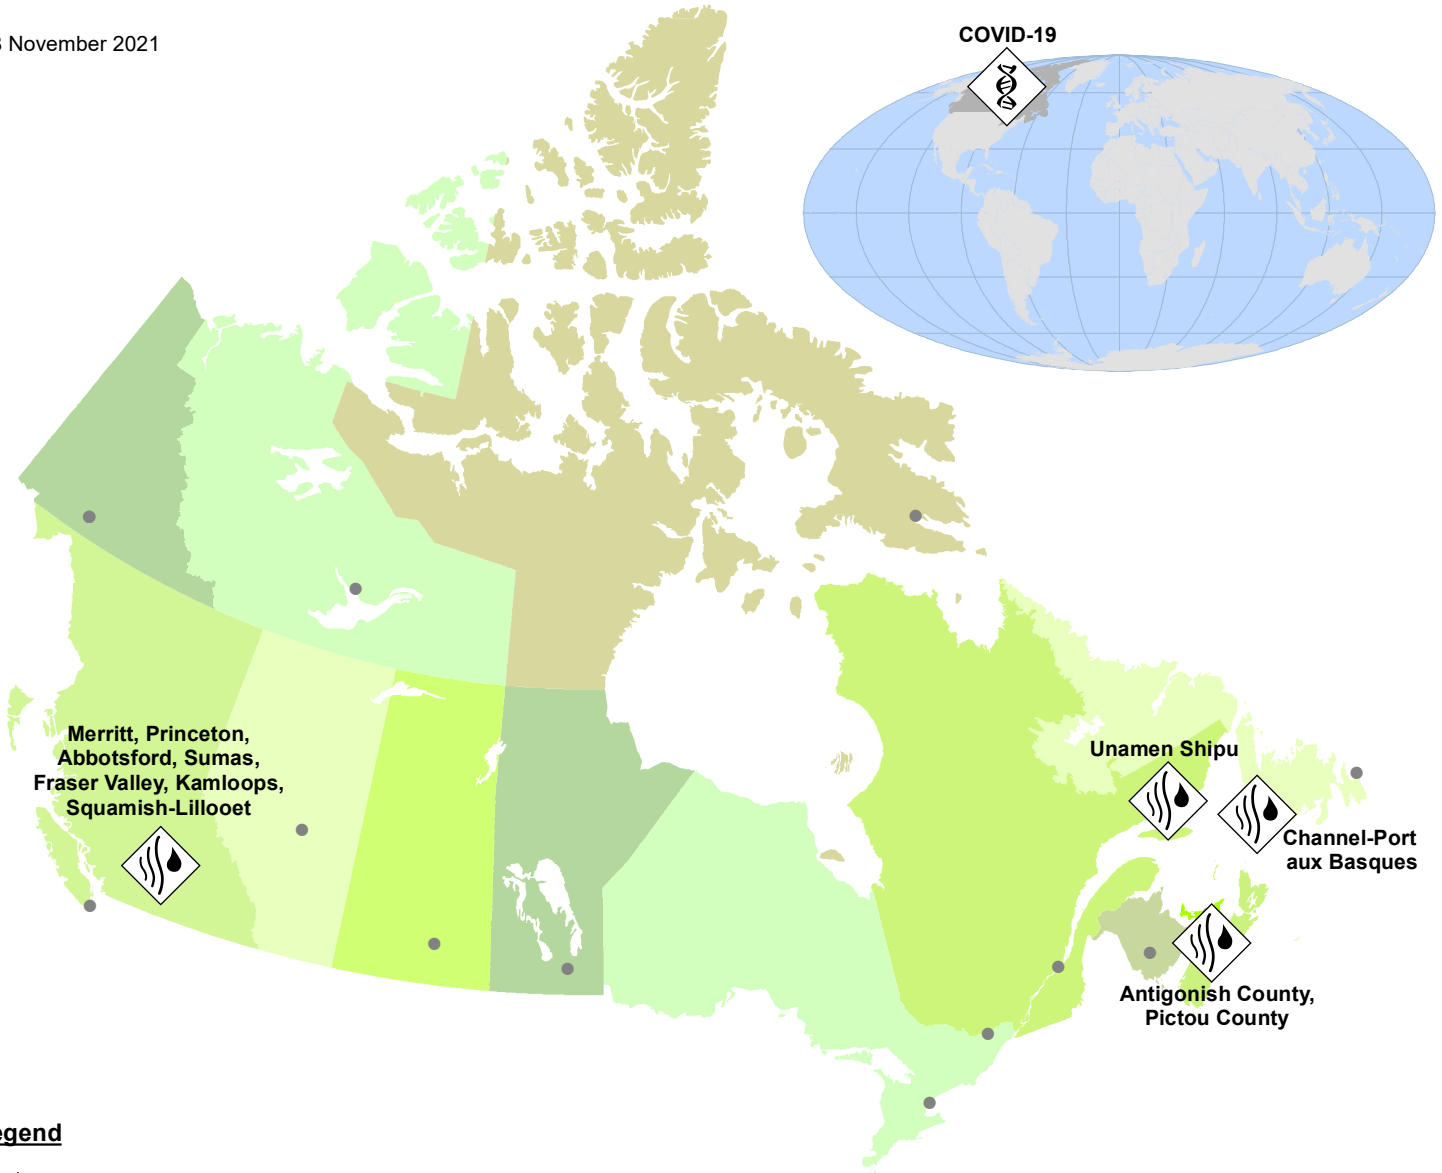 November 2021
COVID-19
Merritt, Princeton,
Abbotsford, Sumas,
Fraser Valley, Kamloops,
Squamish-Lillooet
Unamen Shipu
Channel-Port
aux Basques
Antigonish County,
Pictou County
egend